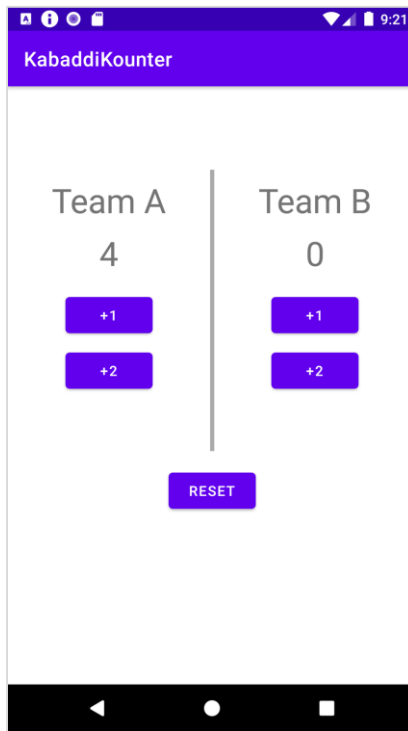 9:21
KabaddiKounter
Team A
Team B
4
0
+1
+1
+2
+2
RESET